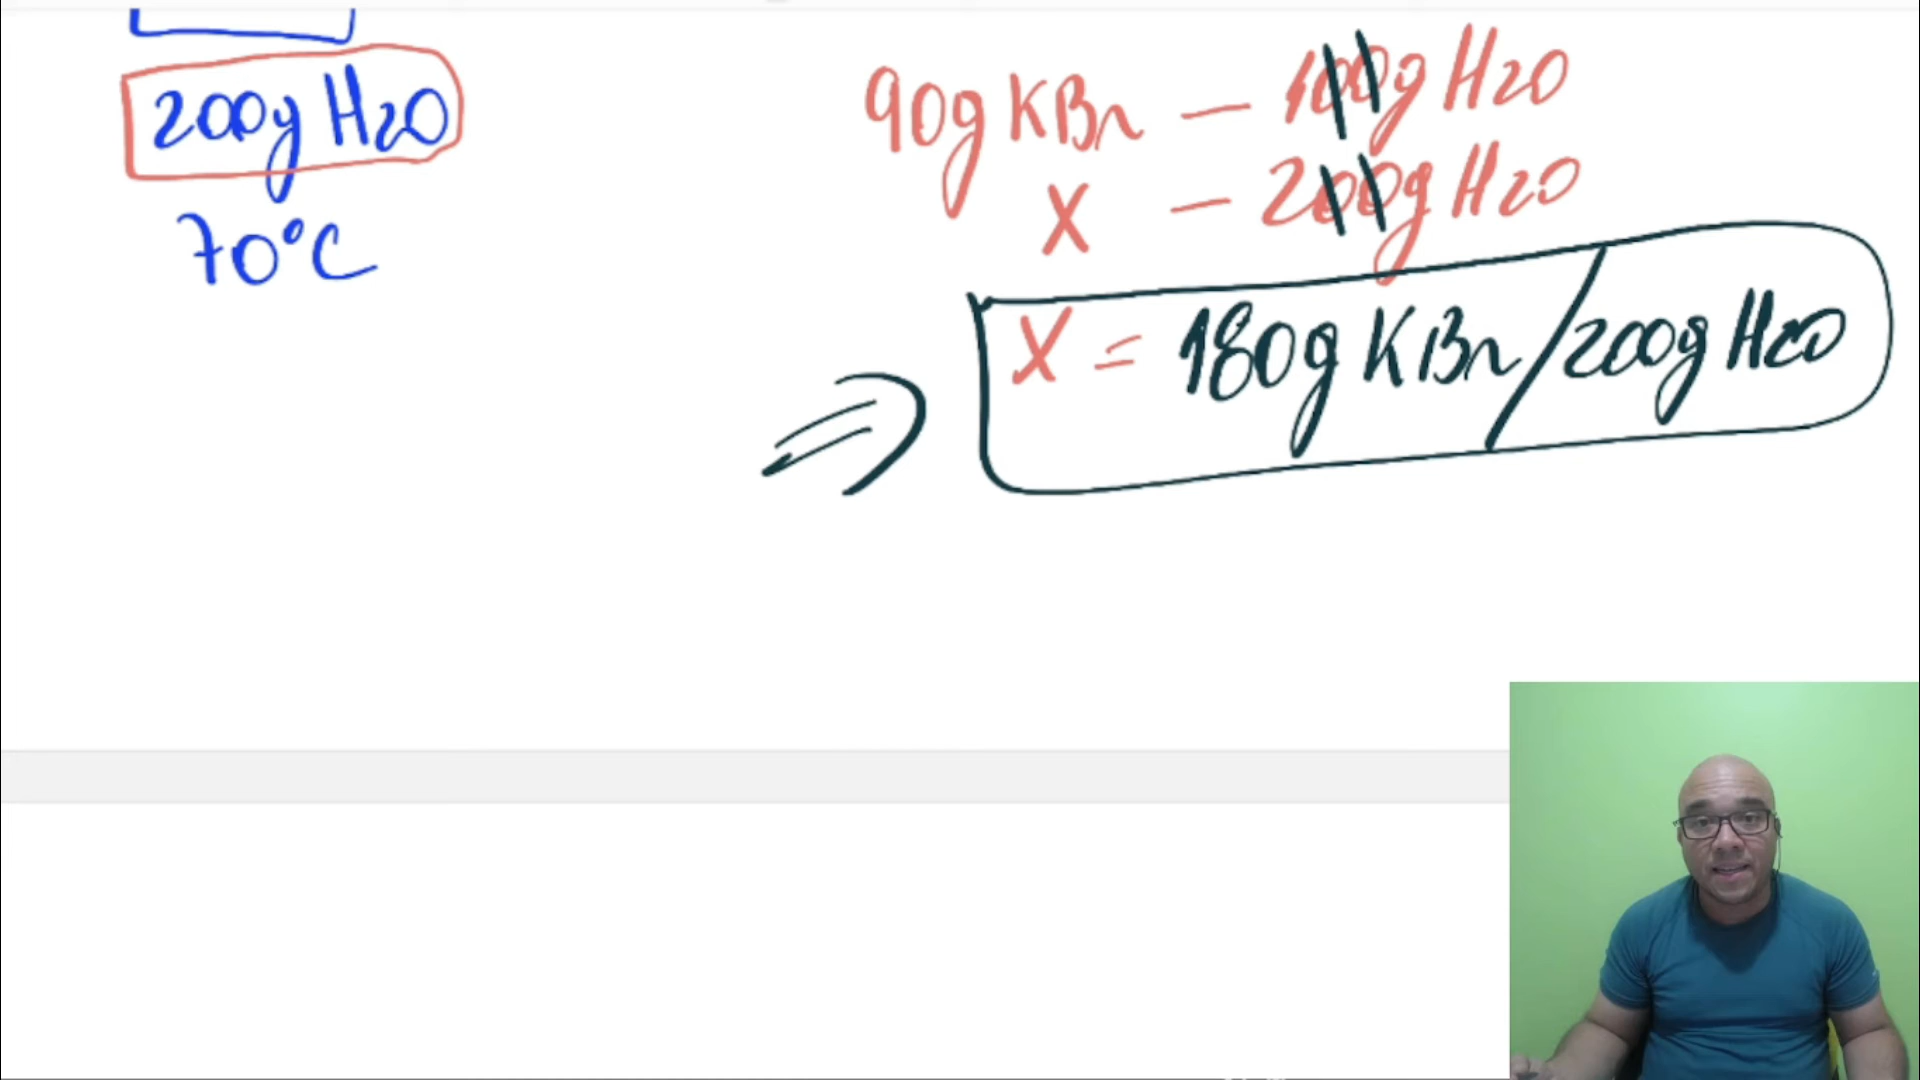 200g H2O
70°C
90g KBr – 100g H2O
X – 200g H2O
X = 180g KBr/200g H2O